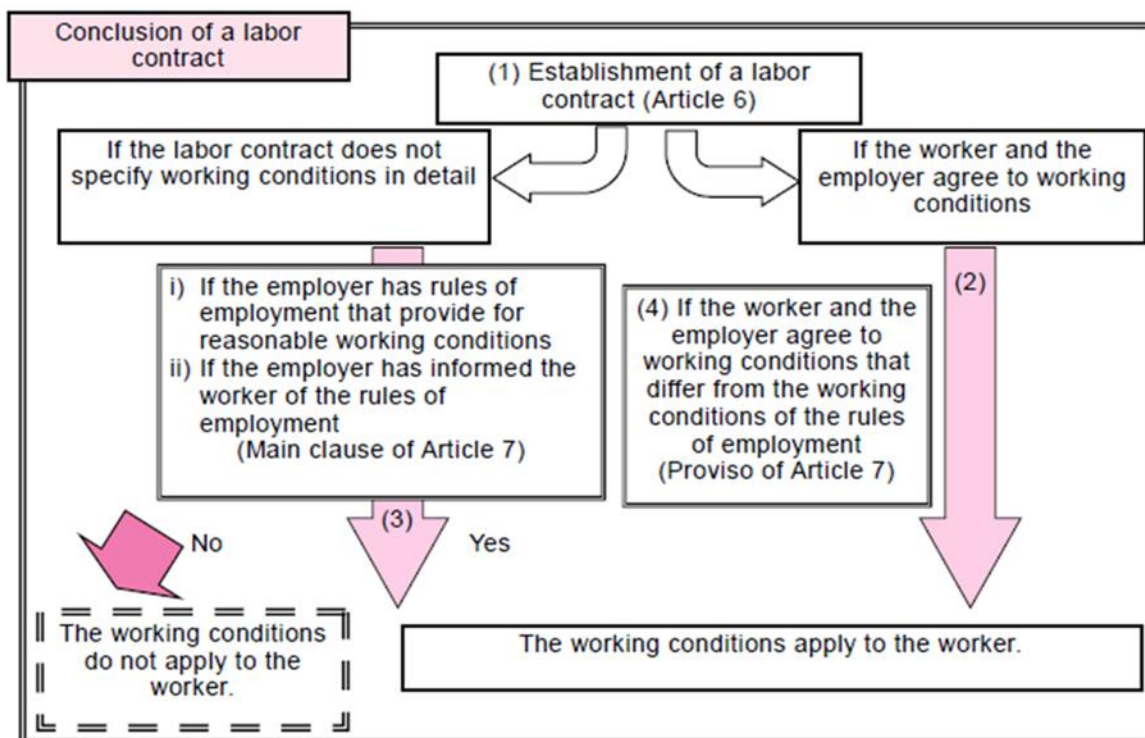 Conclusion of a labor
contract
(1) Establishment of a labor
contract (Article 6)
If the labor contract does not
specify working conditions in detail
If the worker and the
employer agree to working
conditions
i) If the employer has rules of
employment that provide for
reasonable working conditions
ii) If the employer has informed the
worker of the rules of
employment
(Main clause of Article 7)
(4) If the worker and the
employer agree to
working conditions that
differ from the working
conditions of the rules
of employment
(Proviso of Article 7)
(2)
(3)
No
Yes
The working conditions
do not apply to the
worker.
The working conditions apply to the worker.